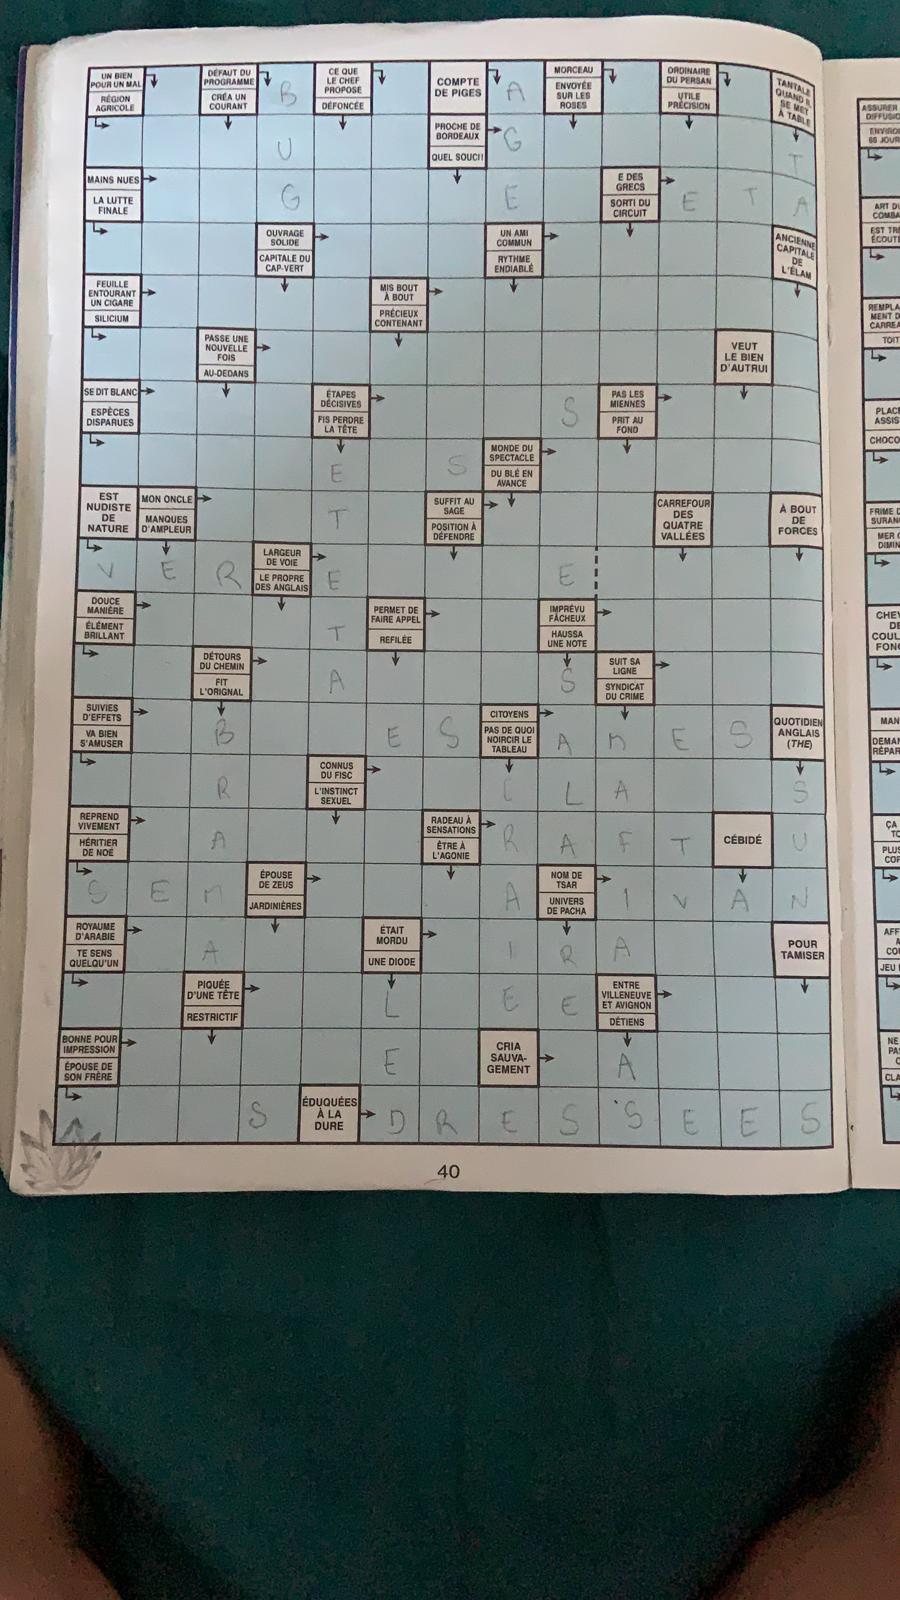 UN BIEN
POUR UN MAL
RÉGION
AGRICOLE
DÉFAUT DU
PROGRAMME
CRÉA UN
COURANT
B
CE QUE
LE CHEF
PROPOSE
DÉFONCÉE
COMPTE
DE PIGES
A
MORCEAU
ENVOYÉE
SUR LES
ROSES
ORDINAIRE
DU PERSAN
UTILE
PRÉCISION
TANTALE
QUAND IL
SE MET
À TABLE
U
PROCHE DE
BORDEAUX
QUEL SOUCI!
G
T
MAINS NUES
LA LUTTE
FINALE
G
E
E DES
GRECS
SORTI DU
CIRCUIT
E T A
OUVRAGE
SOLIDE
CAPITALE DU
CAP-VERT
UN AMI
COMMUN
RYTHME
ENDIABLÉ
ANCIENNE
CAPITALE
DE
L'ÉLAM
FEUILLE
ENTOURANT
UN CIGARE
SILICIUM
MIS BOUT
À BOUT
PRÉCIEUX
CONTENANT
PASSE UNE
NOUVELLE
FOIS
AU-DEDANS
VEUT
LE BIEN
D'AUTRUI
SE DIT BLANC
ESPÈCES
DISPARUES
ÉTAPES
DÉCISIVES
FIS PERDRE
LA TÊTE
S
PAS LES
MIENNES
PRIT AU
FOND
E
S
MONDE DU
SPECTACLE
DU BLÉ EN
AVANCE
EST
NUDISTE
DE
NATURE
MON ONCLE
MANQUES
D'AMPLEUR
T
SUFFIT AU
SAGE
POSITION À
DÉFENDRE
CARREFOUR
DES
QUATRE
VALLÉES
À BOUT
DE
FORCES
V E R
LARGEUR
DE VOIE
LE PROPRE
DES ANGLAIS
E
E
DOUCE
MANIÈRE
ÉLÉMENT
BRILLANT
T
PERMET DE
FAIRE APPEL
REFILÉE
IMPRÉVU
FÂCHEUX
HAUSSA
UNE NOTE
DÉTOURS
DU CHEMIN
FIT
L'ORIGNAL
A
S
SUIT SA
LIGNE
SYNDICAT
DU CRIME
SUIVIES
D'EFFETS
VA BIEN
S'AMUSER
B
E S
CITOYENS
PAS DE QUOI
NOIRCIR LE
TABLEAU
A M E S
QUOTIDIEN
ANGLAIS
(THE)
R
CONNUS
DU FISC
L'INSTINCT
SEXUEL
C L A
S
REPREND
VIVEMENT
HÉRITIER
DE NOÉ
A
RADEAU À
SENSATIONS
ÊTRE À
L'AGONIE
R A F T
CÉBIDÉ
U
S E M
ÉPOUSE
DE ZEUS
JARDINIÈRES
A
NOM DE
TSAR
UNIVERS
DE PACHA
I V A N
ROYAUME
D'ARABIE
TE SENS
QUELQU'UN
A
ÉTAIT
MORDU
UNE DIODE
I R A
POUR
TAMISER
PIQUÉE
D'UNE TÊTE
RESTRICTIF
L
E E
ENTRE
VILLENEUVE
ET AVIGNON
DÉTIENS
BONNE POUR
IMPRESSION
ÉPOUSE DE
SON FRÈRE
E
CRIA
SAUVA-
GEMENT
A
S
ÉDUQUÉES
À LA
DURE
D R E S S E E S
40
ASSURER
ART
EST